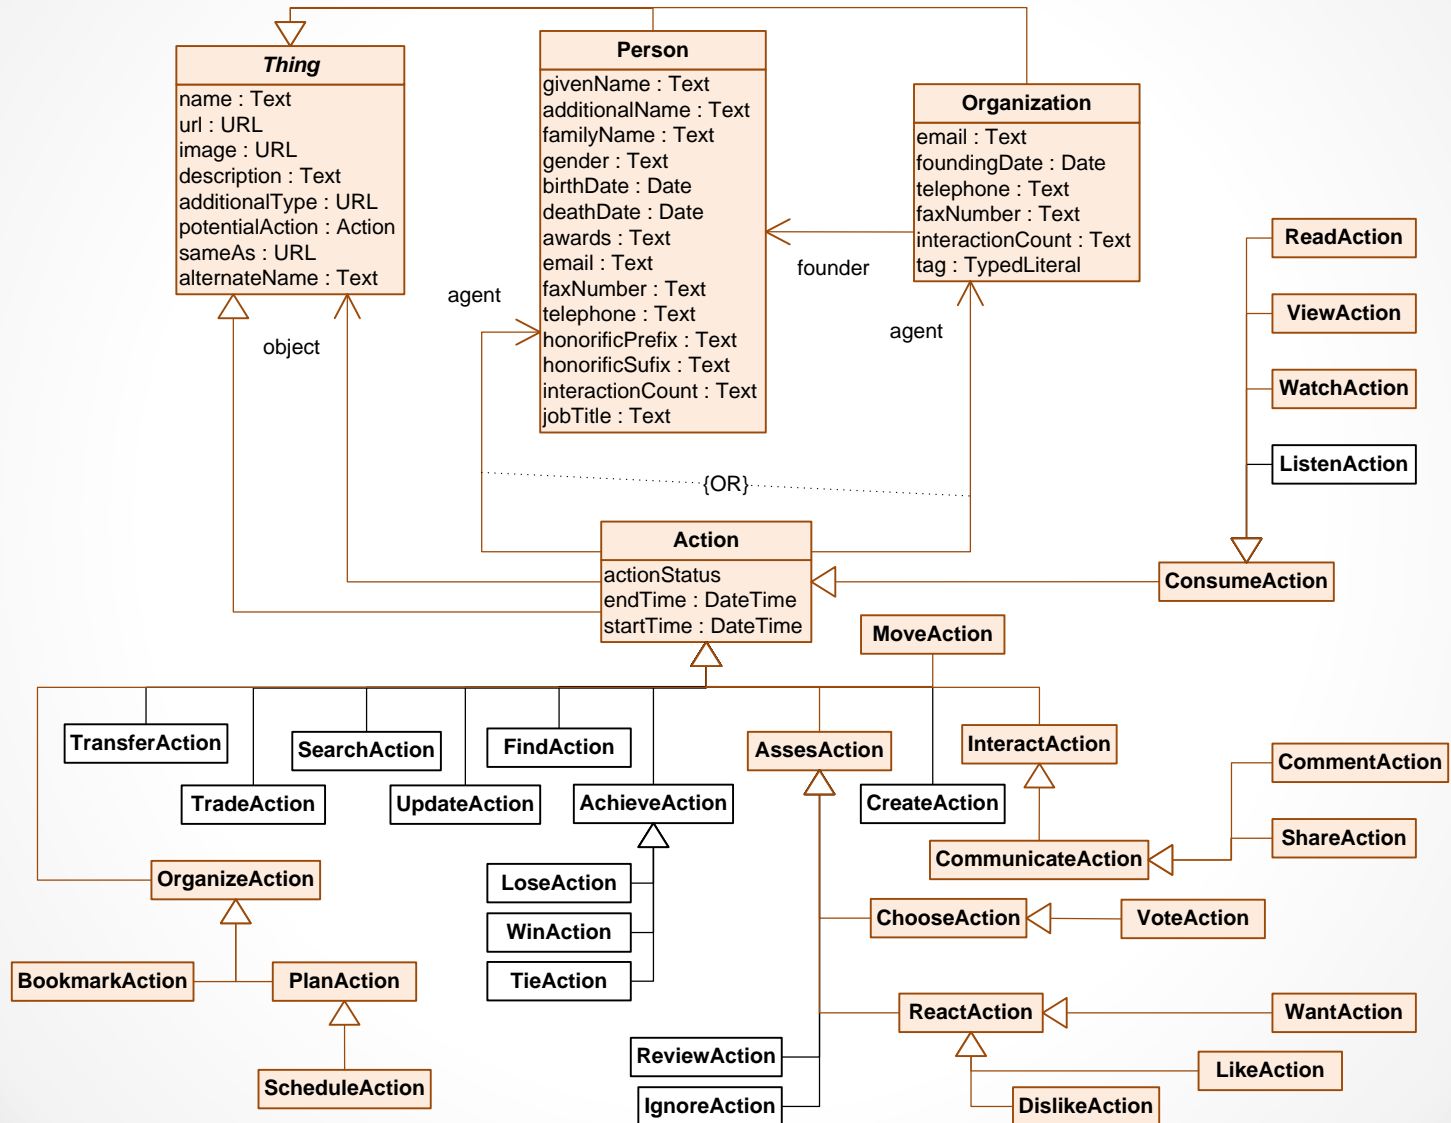 Thing
name : Text
url : URL
image : URL
description : Text
additionalType : URL
potentialAction : Action
sameAs : URL
alternateName : Text
Person
givenName : Text
additionalName : Text
familyName : Text
gender : Text
birthDate : Date
deathDate : Date
awards : Text
email : Text
faxNumber : Text
telephone : Text
honorificPrefix : Text
honorificSufix : Text
interactionCount : Text
jobTitle : Text
Organization
email : Text
foundingDate : Date
telephone : Text
faxNumber : Text
interactionCount : Text
tag : TypedLiteral
founder
agent
agent
object
{OR}
ReadAction
ViewAction
WatchAction
ListenAction
ConsumeAction
Action
actionStatus
endTime : DateTime
startTime : DateTime
MoveAction
TransferAction
SearchAction
FindAction
AssesAction
InteractAction
TradeAction
UpdateAction
AchieveAction
CreateAction
CommentAction
ShareAction
CommunicateAction
OrganizeAction
LoseAction
WinAction
TieAction
ChooseAction
VoteAction
BookmarkAction
PlanAction
ScheduleAction
ReactAction
WantAction
ReviewAction
LikeAction
IgnoreAction
DislikeAction